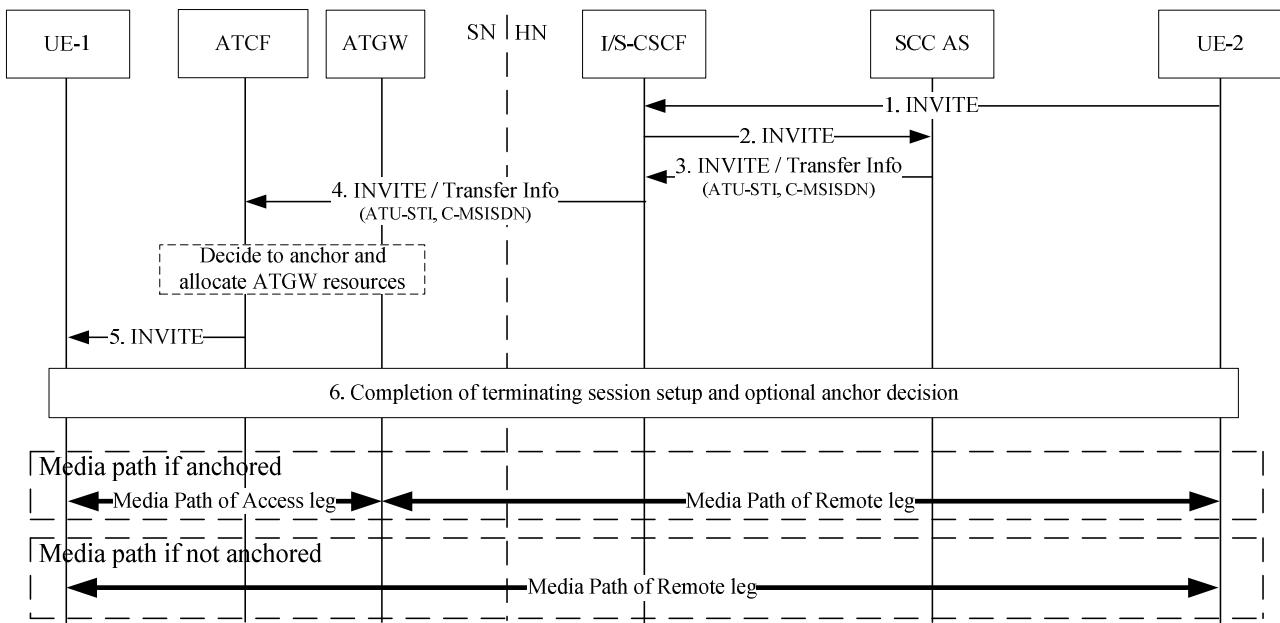 UE-1
ATCF
ATGW
SN
HN
I/S-CSCF
SCC AS
UE-2
1. INVITE
2. INVITE
3. INVITE / Transfer Info
(ATU-STI, C-MSISDN)
4. INVITE / Transfer Info
(ATU-STI, C-MSISDN)
Decide to anchor and
allocate ATGW resources
5. INVITE
6. Completion of terminating session setup and optional anchor decision
Media path if anchored
Media Path of Access leg
Media Path of Remote leg
Media path if not anchored
Media Path of Remote leg